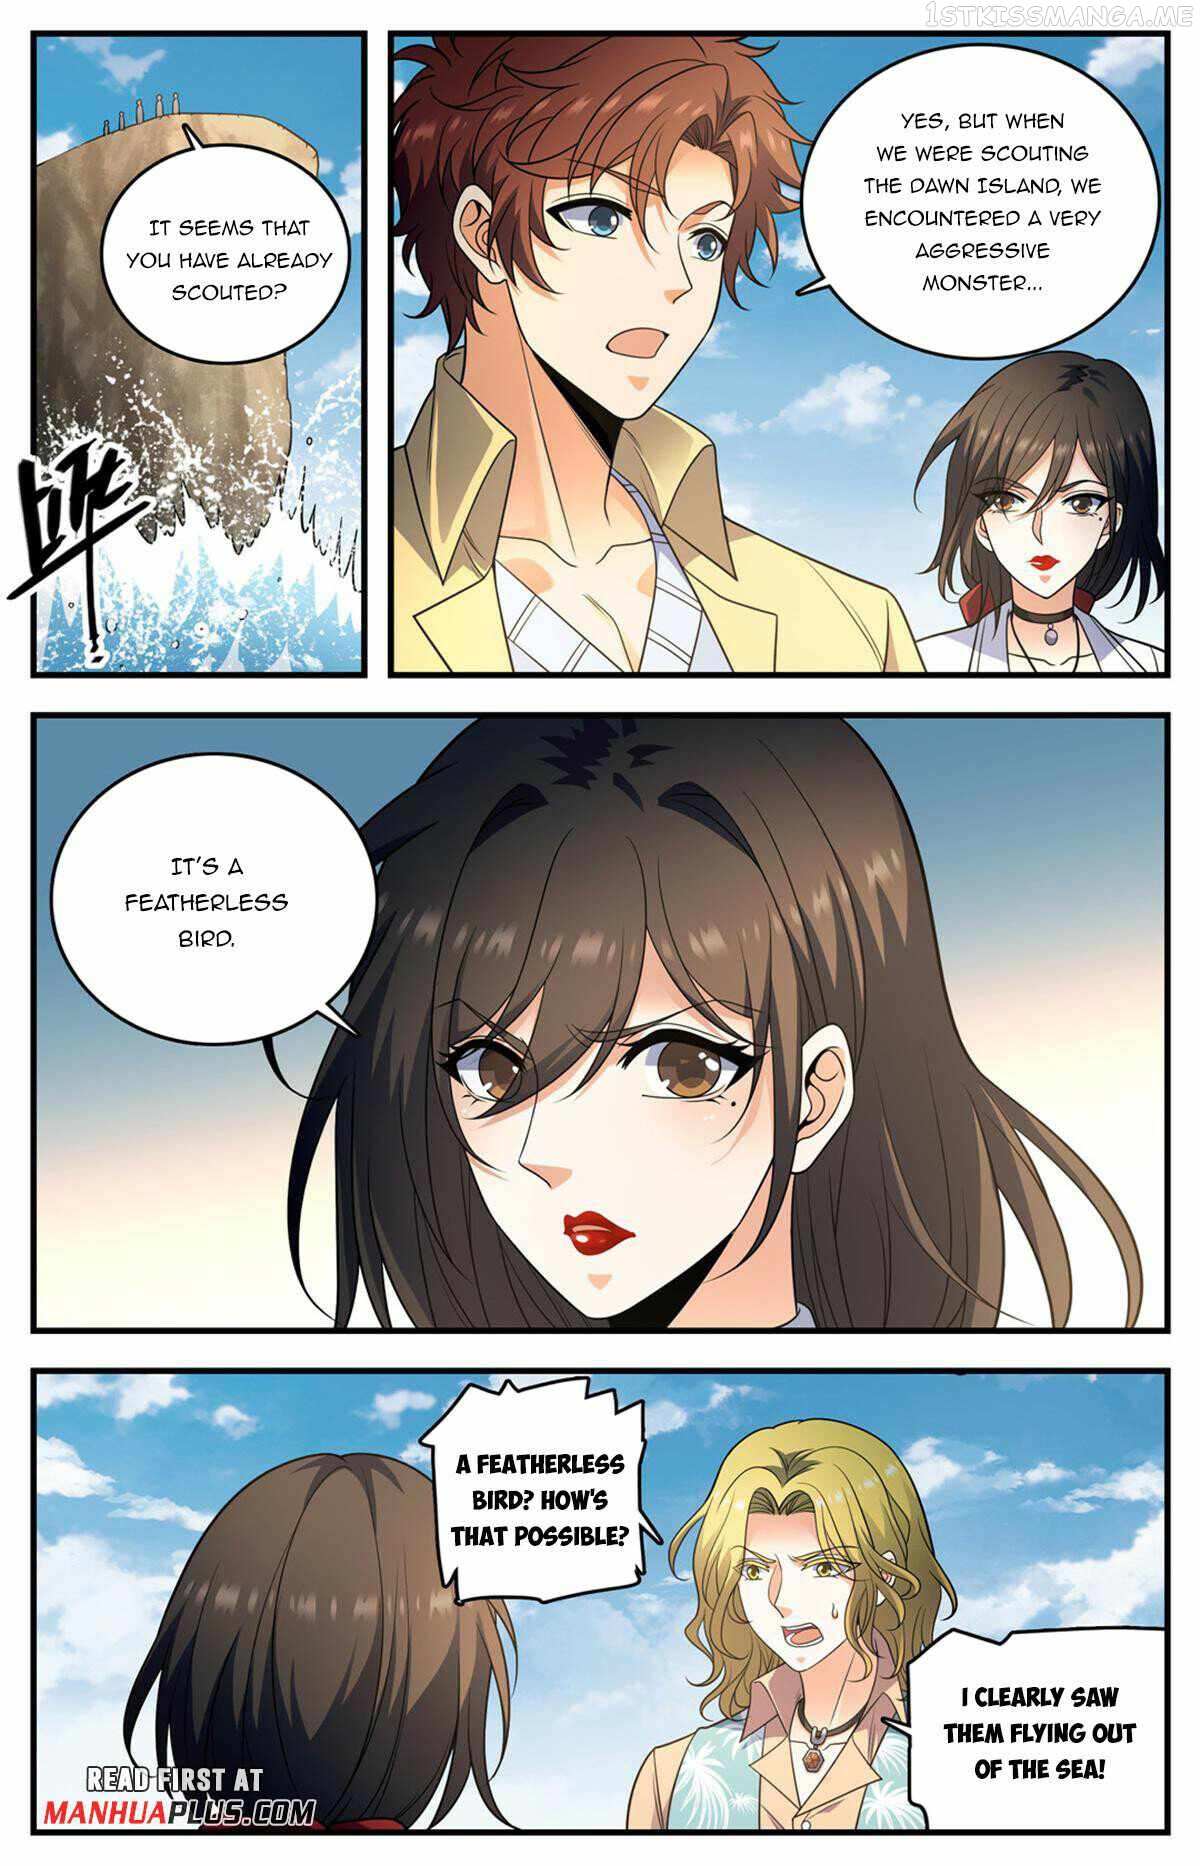 1STKISSMANGA.ME
IT SEEMS THAT
YOU HAVE ALREADY
SCOUTED?
YES, BUT WHEN
WE WERE SCOUTING
THE DAWN ISLAND, WE
ENCOUNTERED A VERY
AGGRESSIVE
MONSTER...
IT'S A
FEATHERLESS
BIRD.
A FEATHERLESS
BIRD? HOW'S
THAT POSSIBLE?
I CLEARLY SAW
THEM FLYING OUT
OF THE SEA!
READ FIRST AT
MANHUAPLUS.COM